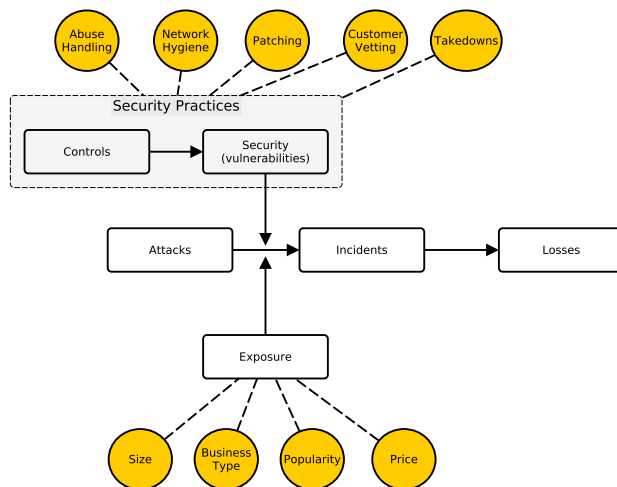 Abuse
Handling
Network
Hygiene
Patching
Customer
Vetting
Takedowns
Security Practices
Controls
Security
(vulnerabilities)
Attacks
Incidents
Losses
Exposure
Size
Business
Type
Popularity
Price